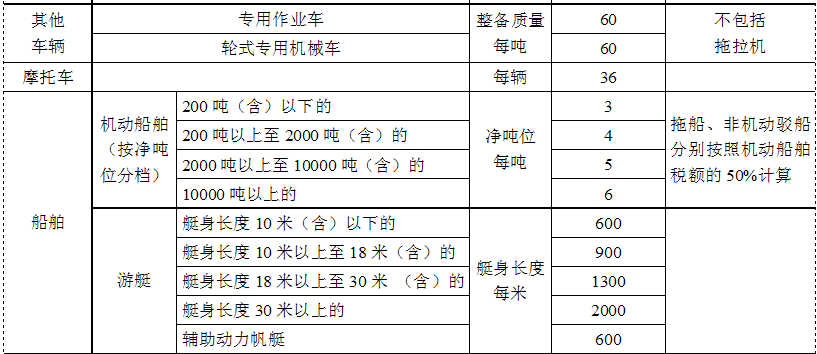 其他
车辆
专用作业车
整备质量
每吨
60
不包括
拖拉机
轮式专用机械车
60
摩托车
每辆
36
船舶
机动船舶
（按净吨
位分档）
200 吨（含）以下的
净吨位
每吨
3
拖船、非机动驳船
分别按照机动船舶
税额的 50%计算
200 吨以上至 2000 吨（含）的
4
2000 吨以上至 10000 吨（含）的
5
10000 吨以上的
6
游艇
艇身长度 10 米（含）以下的
艇身长度
每米
600
艇身长度 10 米以上至 18 米（含）的
900
艇身长度 18 米以上至 30 米 （含）的
1300
艇身长度 30 米以上的
2000
辅助动力帆艇
600